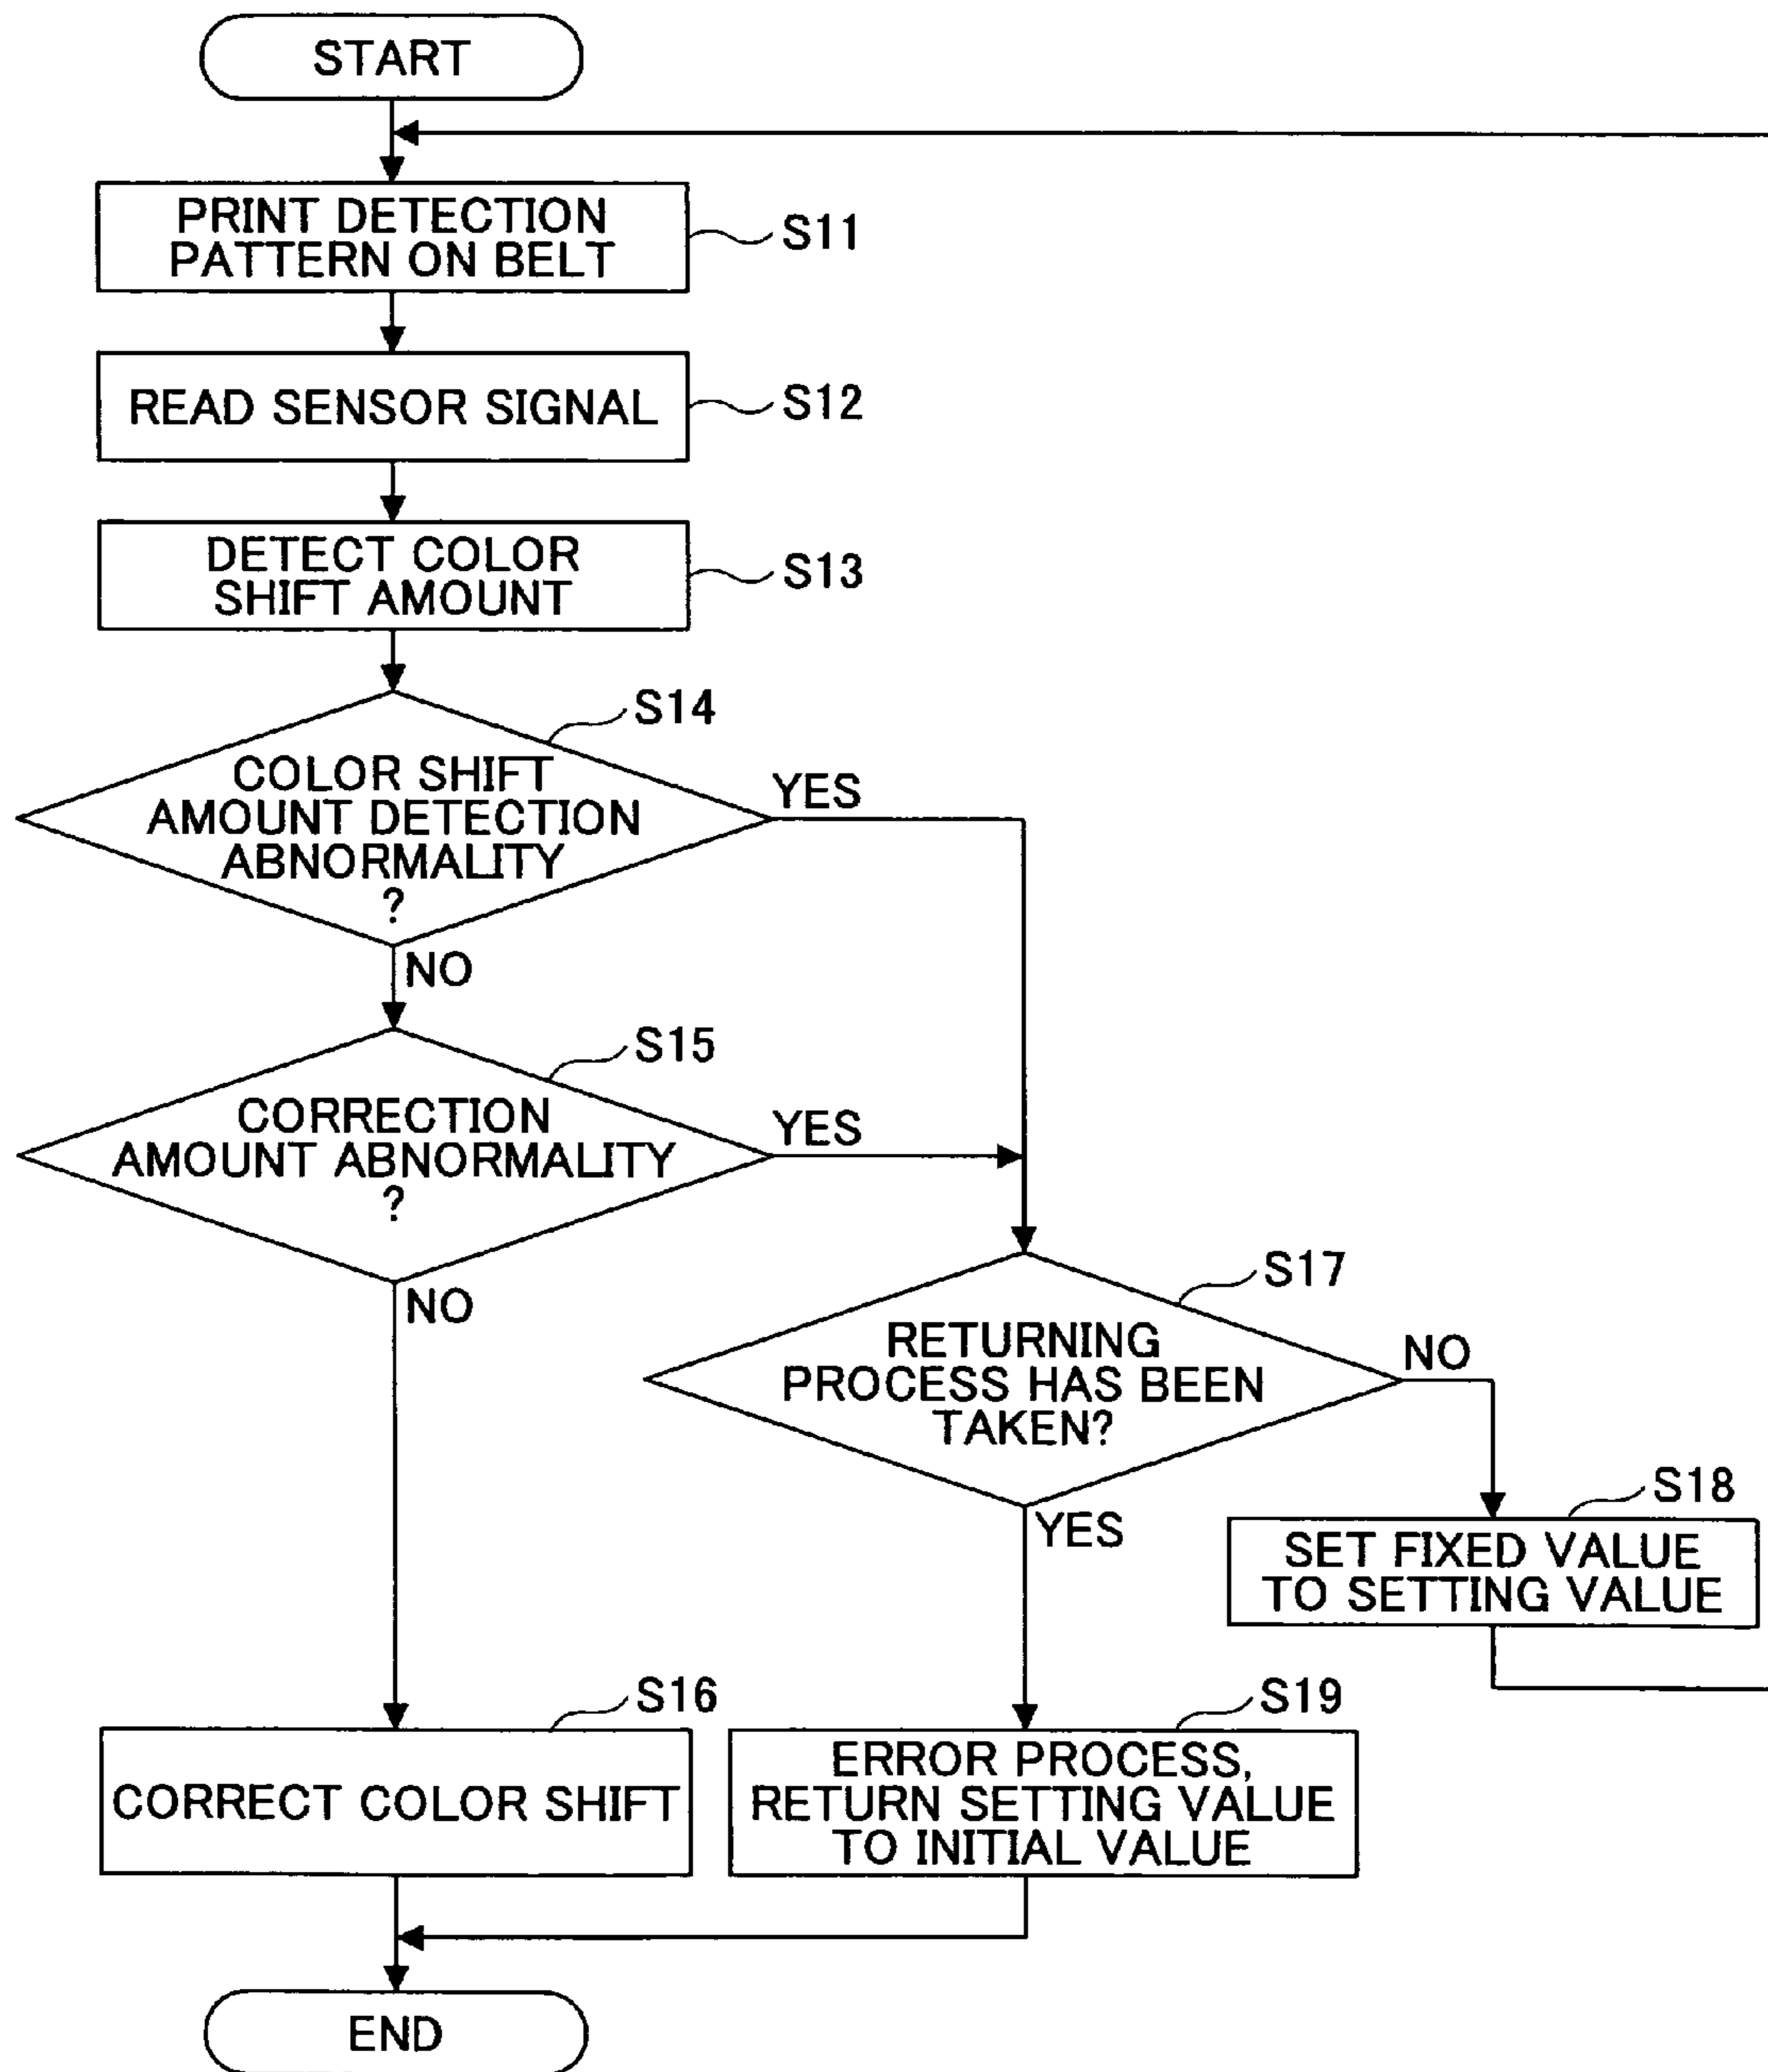 START
PRINT DETECTION
PATTERN ON BELT
S11
READ SENSOR SIGNAL
S12
DETECT COLOR
SHIFT AMOUNT
S13
S14
COLOR SHIFT
AMOUNT DETECTION
ABNORMALITY
?
YES
NO
S15
CORRECTION
AMOUNT ABNORMALITY
?
YES
NO
S17
RETURNING
PROCESS HAS BEEN
TAKEN?
NO
YES
S18
SET FIXED VALUE
TO SETTING VALUE
S16
CORRECT COLOR SHIFT
S19
ERROR PROCESS,
RETURN SETTING VALUE
TO INITIAL VALUE
END